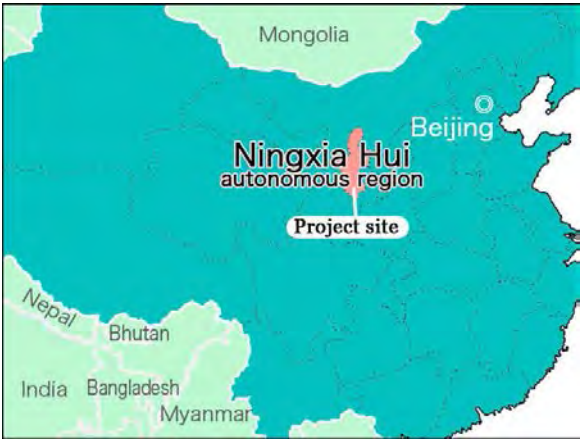 Mongolia
Beijing
Ningxia Hui
autonomous region
Project site
Nepal
Bhutan
India
Bangladesh
Myanmar